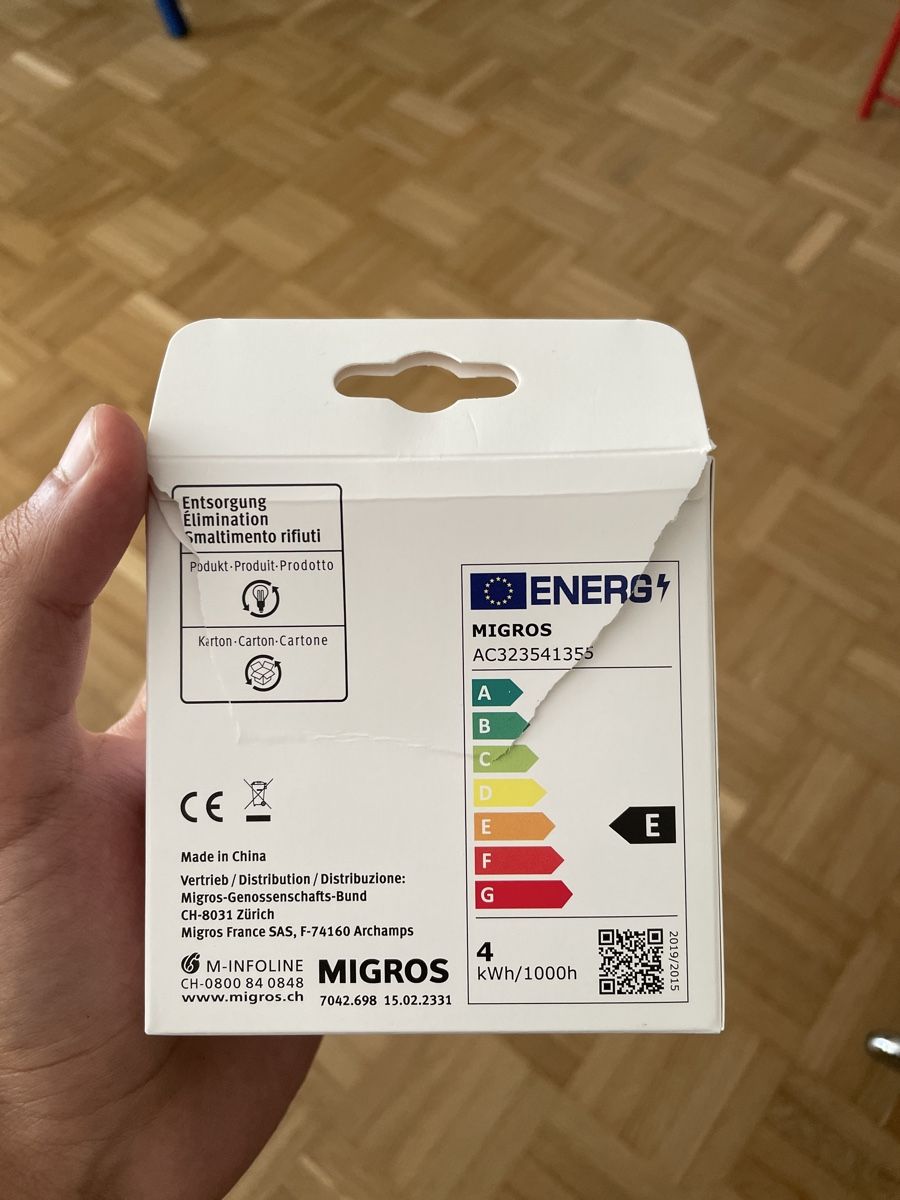 Entsorgung
Élimination
Smaltimento rifiuti
Podukt·Produit·Prodotto
Karton·Carton·Cartone
CE
Made in China
Vertrieb / Distribution / Distribuzione:
Migros-Genossenschafts-Bund
CH-8031 Zürich
Migros France SAS, F-74160 Archamps
M-INFOLINE
CH-0800 84 0848
www.migros.ch
MIGROS
7042.698 15.02.2331
ENERG
MIGROS
AC323541355
A
B
C
D
E
F
G
E
4
kWh/1000h
2019/2015